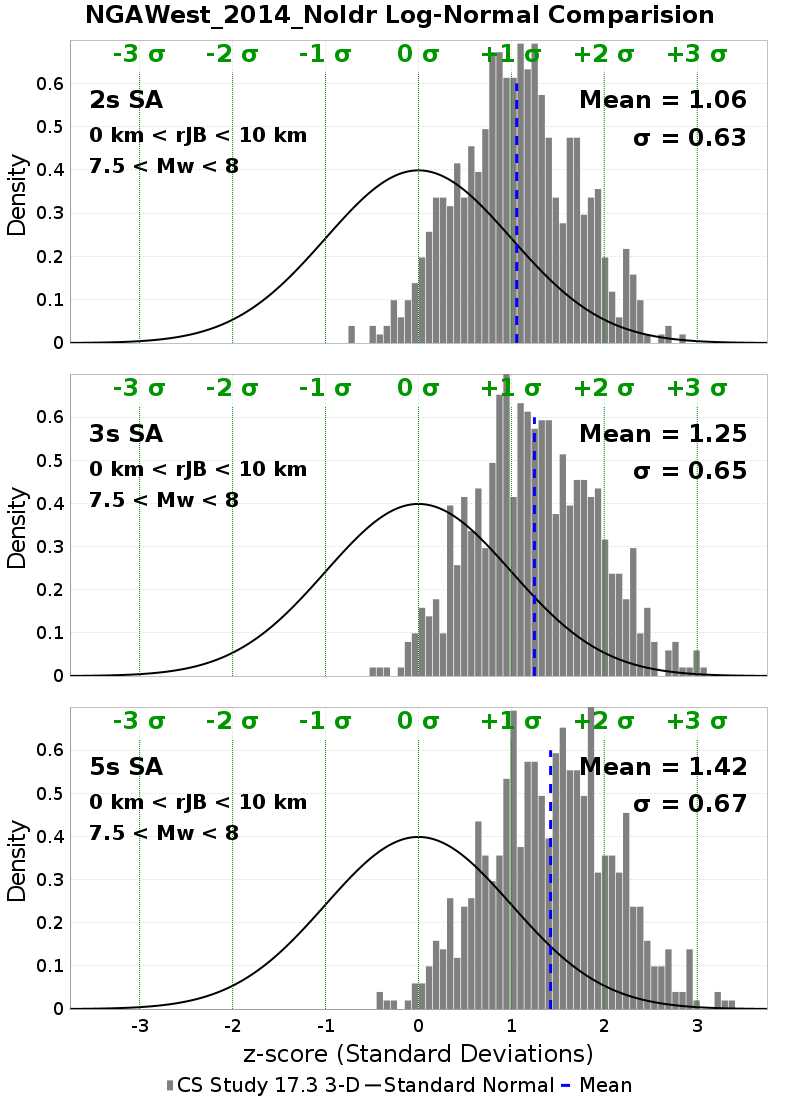 NGAWest_2014_NoIdr Log-Normal Comparision
-3 σ -2 σ -1 σ 0 σ +1 σ +2 σ +3 σ
2s SA
Mean = 1.06
0 km < rJB < 10 km
σ = 0.63
7.5 < Mw < 8
Density
0.6
0.5
0.4
0.3
0.2
0.1
0
-3 σ -2 σ -1 σ 0 σ +1 σ +2 σ +3 σ
3s SA
Mean = 1.25
0 km < rJB < 10 km
σ = 0.65
7.5 < Mw < 8
Density
0.6
0.5
0.4
0.3
0.2
0.1
0
-3 σ -2 σ -1 σ 0 σ +1 σ +2 σ +3 σ
5s SA
Mean = 1.42
0 km < rJB < 10 km
σ = 0.67
7.5 < Mw < 8
Density
0.6
0.5
0.4
0.3
0.2
0.1
0
-3 -2 -1 0 1 2 3
z-score (Standard Deviations)
CS Study 17.3 3-D Standard Normal Mean